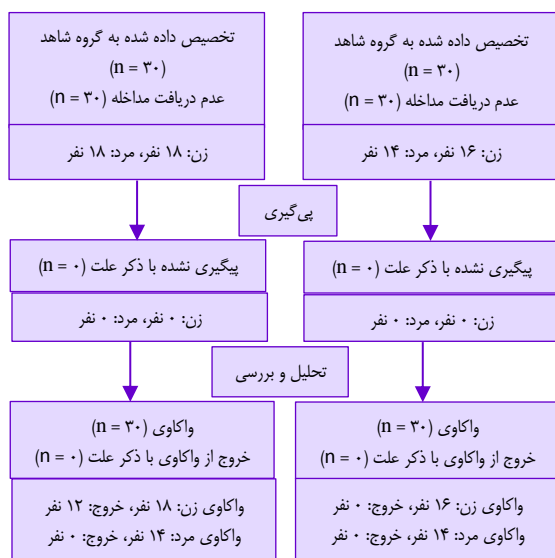 تخصیص داده شده به گروه شاهد
(n = ۳۰)
عدم دریافت مداخله (n = ۳۰)
زن: ۱۶ نفر، مرد: ۱۴ نفر
تخصیص داده شده به گروه شاهد
(n = ۳۰)
عدم دریافت مداخله (n = ۳۰)
زن: ۱۸ نفر، مرد: ۱۸ نفر
پی‌گیری
پیگیری نشده با ذکر علت (n = ۰)
زن: ۰ نفر، مرد: ۰ نفر
پیگیری نشده با ذکر علت (n = ۰)
زن: ۰ نفر، مرد: ۰ نفر
تحلیل و بررسی
واکاوی (n = ۳۰)
خروج از واکاوی با ذکر علت (n = ۰)
واکاوی زن: ۱۶ نفر، خروج: ۰ نفر
واکاوی مرد: ۱۴ نفر، خروج: ۰ نفر
واکاوی (n = ۳۰)
خروج از واکاوی با ذکر علت (n = ۰)
واکاوی زن: ۱۸ نفر، خروج: ۱۲ نفر
واکاوی مرد: ۱۴ نفر، خروج: ۰ نفر